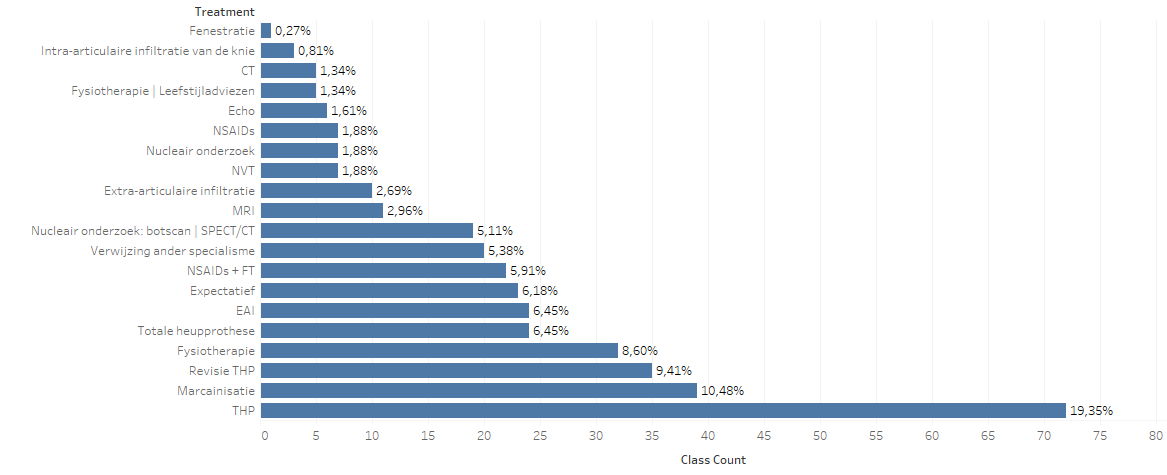 Treatment
Fenestratie 0,27%
Intra-articulaire infiltratie van de knie 0,81%
CT 1,34%
Fysiotherapie | Leefstijladviezen 1,34%
Echo 1,61%
NSAIDs 1,88%
Nucleair onderzoek 1,88%
NVT 1,88%
Extra-articulaire infiltratie 2,69%
MRI 2,96%
Nucleair onderzoek: botscan | SPECT/CT 5,11%
Verwijzing ander specialisme 5,38%
NSAIDs + FT 5,91%
Expectatief 6,18%
EAI 6,45%
Totale heupprothese 6,45%
Fysiotherapie 8,60%
Revisie THP 9,41%
Marcainisatie 10,48%
THP 19,35%
0 5 10 15 20 25 30 35 40 45 50 55 60 65 70 75 80
Class Count